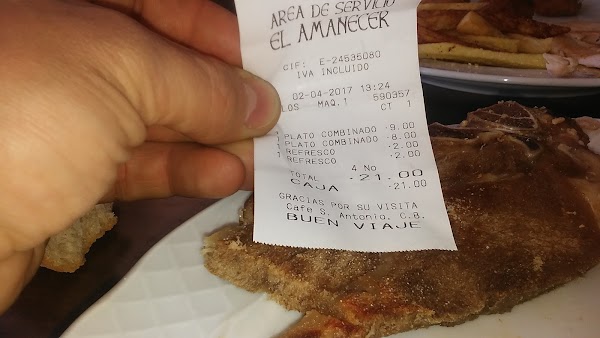 AREA DE SERVICIO
EL AMANECER
CIF: E-24535080
IVA INCLUIDO
02-04-2017 13:24
LOS MAQ.1 590357
CT 1
1 PLATO COMBINADO ·9.00
1 PLATO COMBINADO ·8.00
1 REFRESCO ·2.00
REFRESCO ·2.00
4 No
TOTAL ·21.00
CAJA ·21.00
GRACIAS POR SU VISITA
Cafe S. Antonio, C.B.
BUEN VIAJE